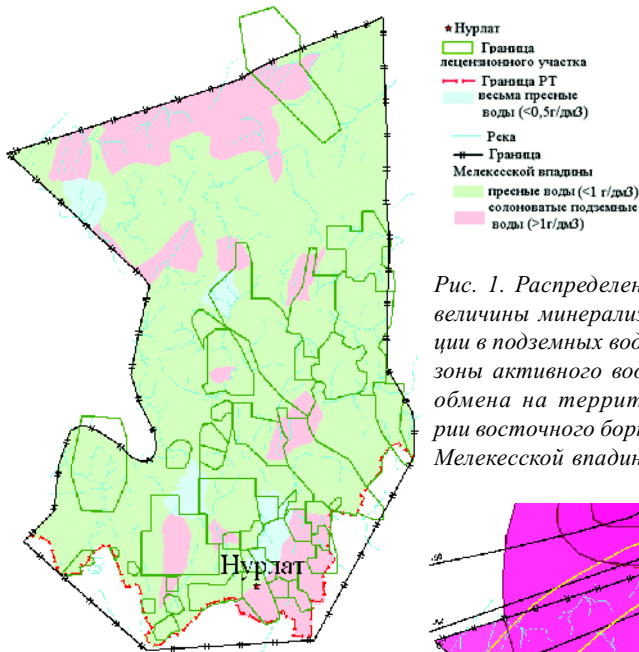 Нурлат
Граница
лецензионного участка
Граница РТ
весьма пресные
воды (<0,5г/дм3)
Река
Граница
Мелекесской впадины
пресные воды (<1 г/дм3)
солоноватые подземные
воды (>1г/дм3)
Рис. 1. Распределен
величины минерализ
ции в подземных вод
зоны активного вод
обмена на террит
рии восточного борт
Мелекесской впадин
Нурлат